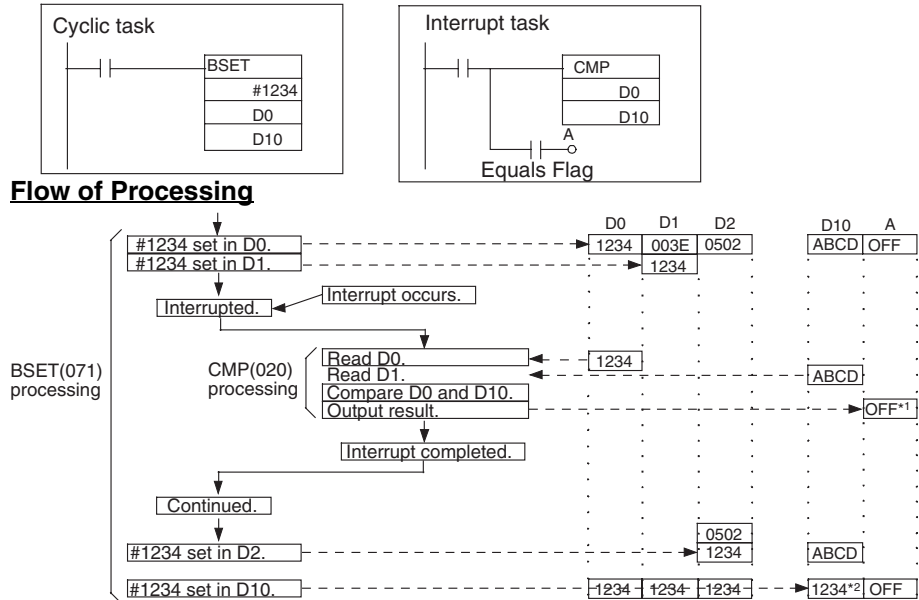 Cyclic task
BSET
#1234
D0
D10
Interrupt task
CMP
D0
D10
A
Equals Flag
Flow of Processing
D0 D1 D2 D10 A
#1234 set in D0. 1234 003E 0502 ABCD OFF
#1234 set in D1. 1234
Interrupt occurs.
Interrupted.
BSET(071)
processing
CMP(020)
processing
Read D0. 1234
Read D1. ABCD
Compare D0 and D10.
Output result. OFF*1
Interrupt completed.
Continued.
0502
#1234 set in D2. 1234 ABCD
#1234 set in D10. 1234 1234 1234 1234*2 OFF